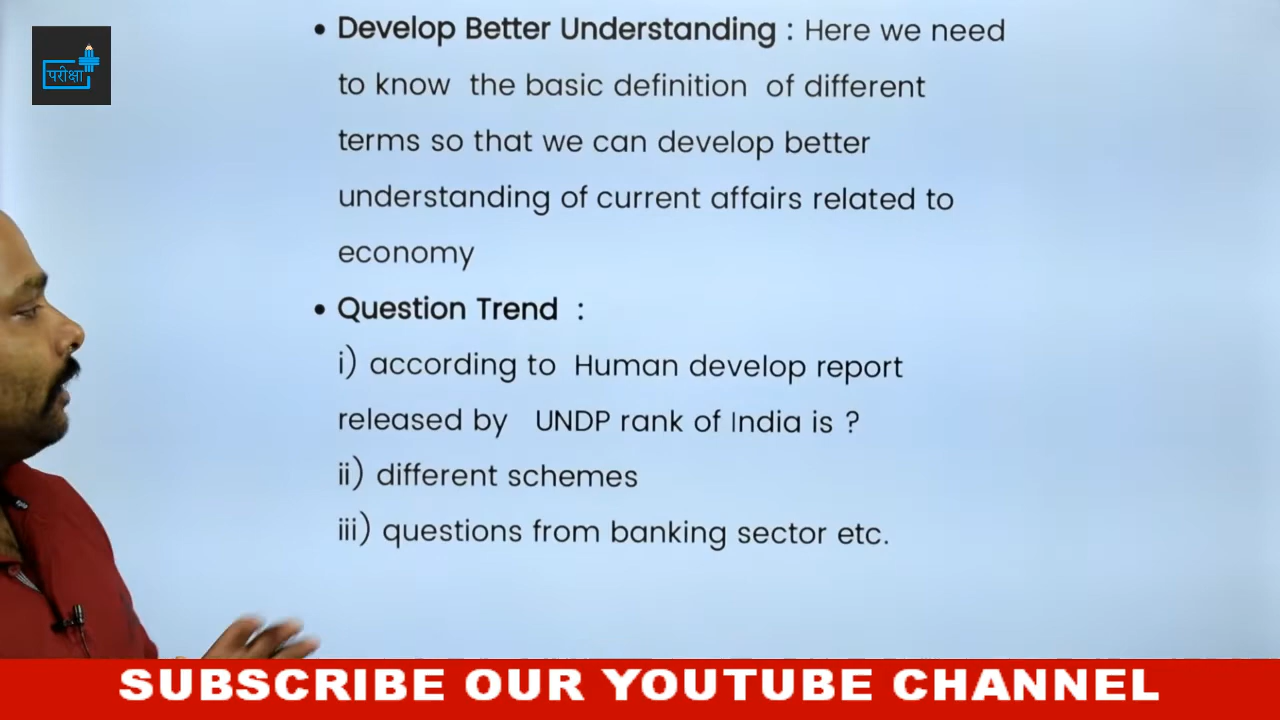 परीक्षा
• Develop Better Understanding : Here we need
to know the basic definition of different
terms so that we can develop better
understanding of current affairs related to
economy
• Question Trend :
i) according to Human develop report
released by UNDP rank of India is ?
ii) different schemes
iii) questions from banking sector etc.
SUBSCRIBE OUR YOUTUBE CHANNEL